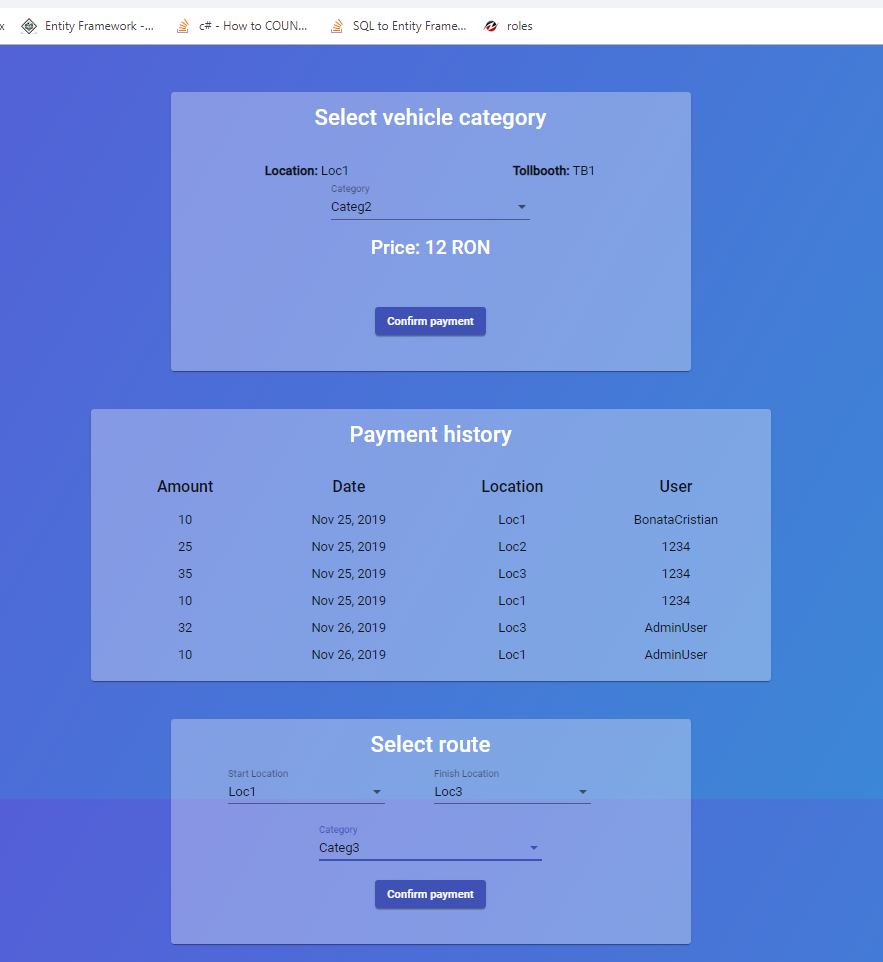 x Entity Framework -... c# - How to COUN... SQL to Entity Frame... roles
Select vehicle category
Location: Loc1 Tollbooth: TB1
Category
Categ2
Price: 12 RON
Confirm payment
Payment history
Amount Date Location User
10 Nov 25, 2019 Loc1 BonataCristian
25 Nov 25, 2019 Loc2 1234
35 Nov 25, 2019 Loc3 1234
10 Nov 25, 2019 Loc1 1234
32 Nov 26, 2019 Loc3 AdminUser
10 Nov 26, 2019 Loc1 AdminUser
Select route
Start Location Finish Location
Loc1 Loc3
Category
Categ3
Confirm payment